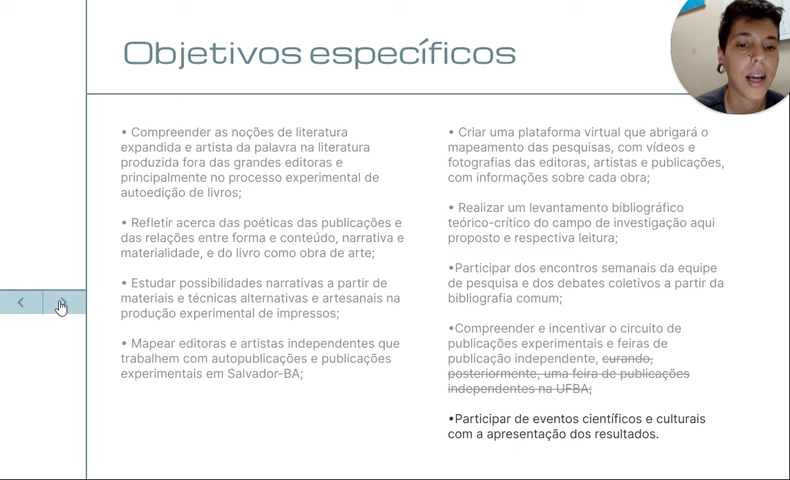 Objetivos específicos
• Compreender as noções de literatura
expandida e artista da palavra na literatura
produzida fora das grandes editoras e
principalmente no processo experimental de
autoedição de livros;
• Refletir acerca das poéticas das publicações e
das relações entre forma e conteúdo, narrativa e
materialidade, e do livro como obra de arte;
• Estudar possibilidades narrativas a partir de
materiais e técnicas alternativas e artesanais na
produção experimental de impressos;
• Mapear editoras e artistas independentes que
trabalhem com autopublicações e publicações
experimentais em Salvador-BA;
• Criar uma plataforma virtual que abrigará o
mapeamento das pesquisas, com vídeos e
fotografias das editoras, artistas e publicações,
com informações sobre cada obra;
• Realizar um levantamento bibliográfico
teórico-crítico do campo de investigação aqui
proposto e respectiva leitura;
•Participar dos encontros semanais da equipe
de pesquisa e dos debates coletivos a partir da
bibliografia comum;
•Compreender e incentivar o circuito de
publicações experimentais e feiras de
publicação independente, curando,
posteriormente, uma feira de publicações
independentes na UFBA;
•Participar de eventos científicos e culturais
com a apresentação dos resultados.